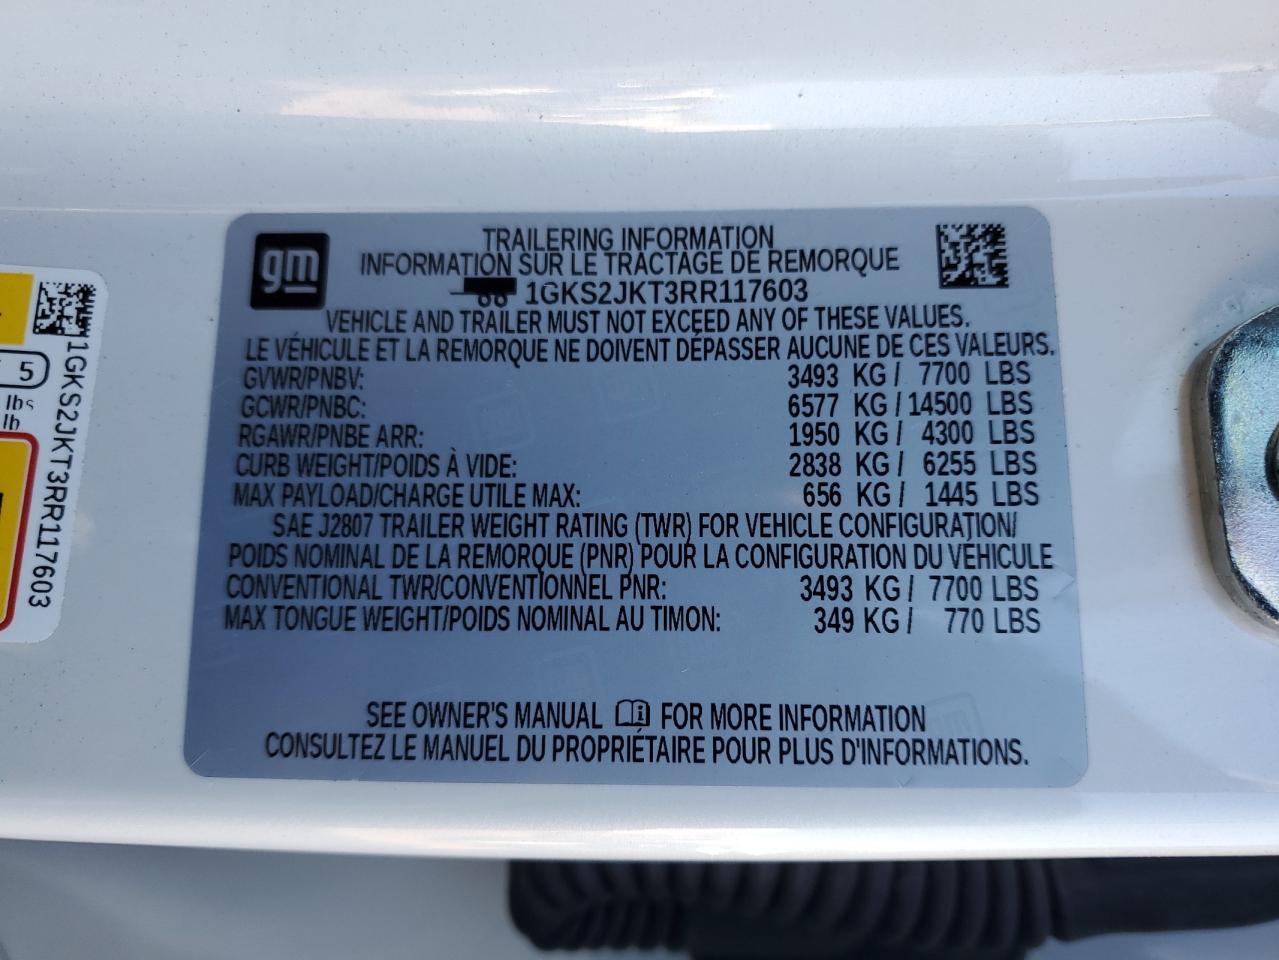 gm
TRAILERING INFORMATION
INFORMATION SUR LE TRACTAGE DE REMORQUE
1GKS2JKT3RR117603
VEHICLE AND TRAILER MUST NOT EXCEED ANY OF THESE VALUES.
LE VÉHICULE ET LA REMORQUE NE DOIVENT DÉPASSER AUCUNE DE CES VALEURS.
GVWR/PNBV: 3493 KG / 7700 LBS
GCWR/PNBC: 6577 KG / 14500 LBS
RGAWR/PNBE ARR: 1950 KG / 4300 LBS
CURB WEIGHT/POIDS À VIDE: 2838 KG / 6255 LBS
MAX PAYLOAD/CHARGE UTILE MAX: 656 KG / 1445 LBS
SAE J2807 TRAILER WEIGHT RATING (TWR) FOR VEHICLE CONFIGURATION/
POIDS NOMINAL DE LA REMORQUE (PNR) POUR LA CONFIGURATION DU VÉHICULE
CONVENTIONAL TWR/CONVENTIONNEL PNR: 3493 KG / 7700 LBS
MAX TONGUE WEIGHT/POIDS NOMINAL AU TIMON: 349 KG / 770 LBS
SEE OWNER'S MANUAL FOR MORE INFORMATION
CONSULTEZ LE MANUEL DU PROPRIÉTAIRE POUR PLUS D'INFORMATIONS.
5
lbs
lb
1GKS2JKT3RR117603